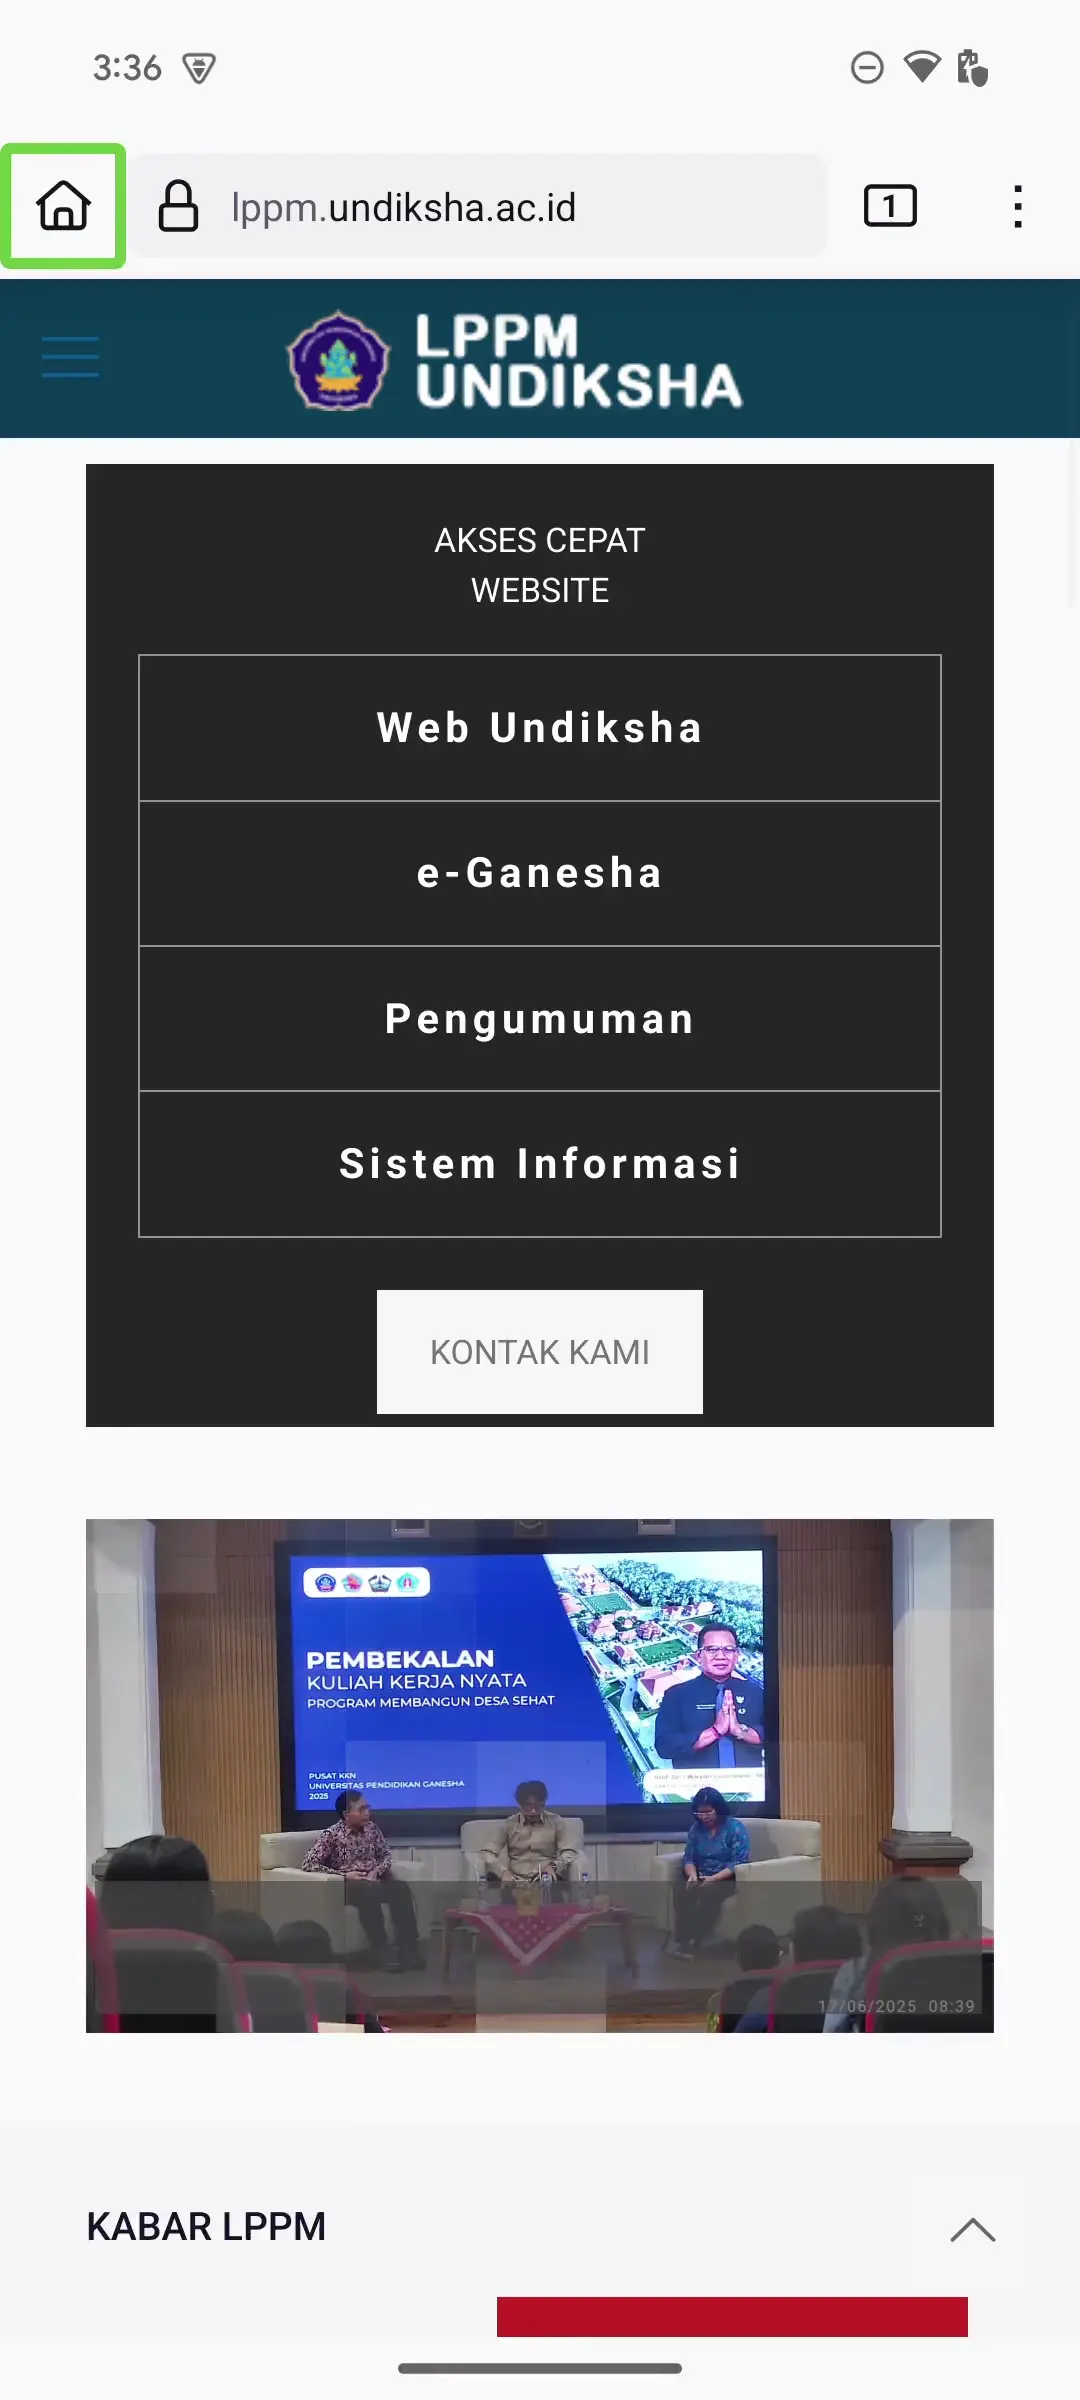 3:36
lppm.undiksha.ac.id
1
LPPM
UNDIKSHA
AKSES CEPAT
WEBSITE
Web Undiksha
e-Ganesha
Pengumuman
Sistem Informasi
KONTAK KAMI
PEMBEKALAN
KULIAH KERJA NYATA
PROGRAM MEMBANGUN DESA SEHAT
PUSAT KKN
UNIVERSITAS PENDIDIKAN GANESHA
2025
17/06/2025 08:39
KABAR LPPM